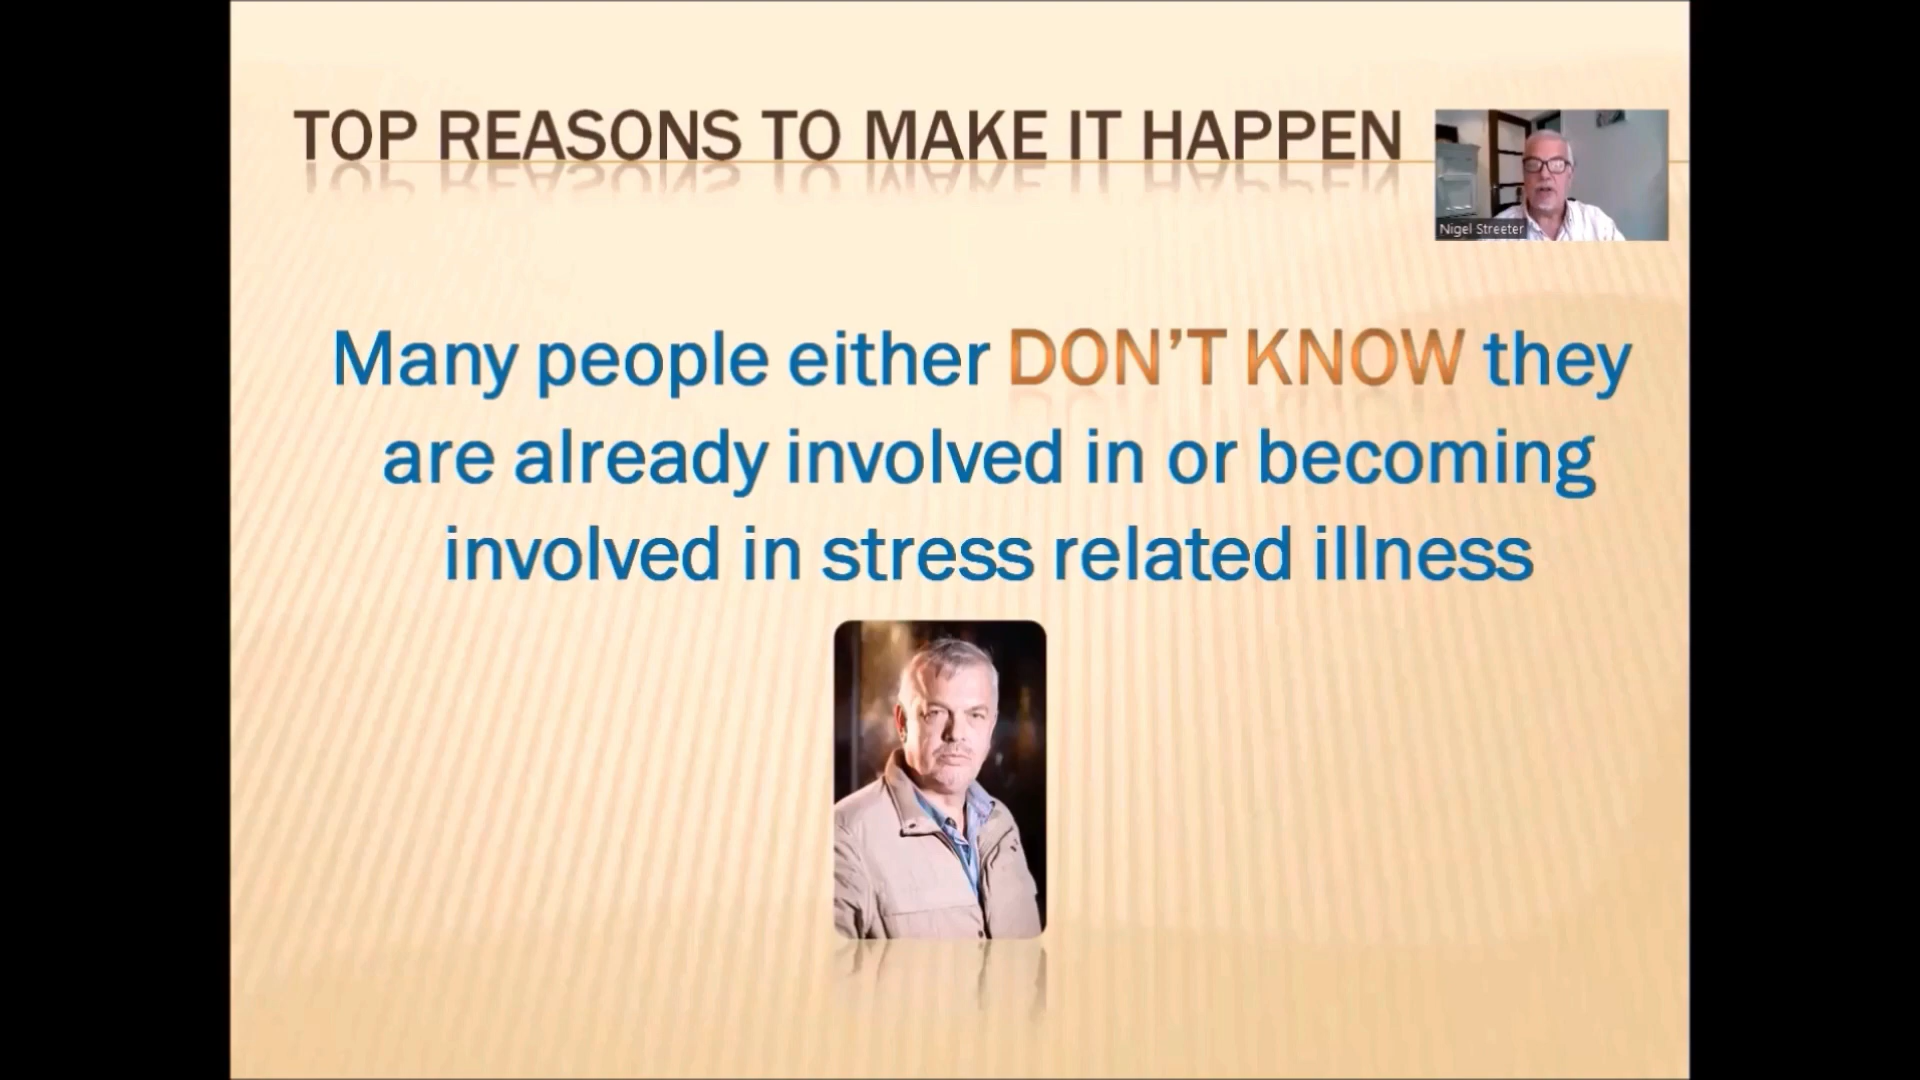 TOP REASONS TO MAKE IT HAPPEN
Nigel Streeter
Many people either DON'T KNOW they
are already involved in or becoming
involved in stress related illness